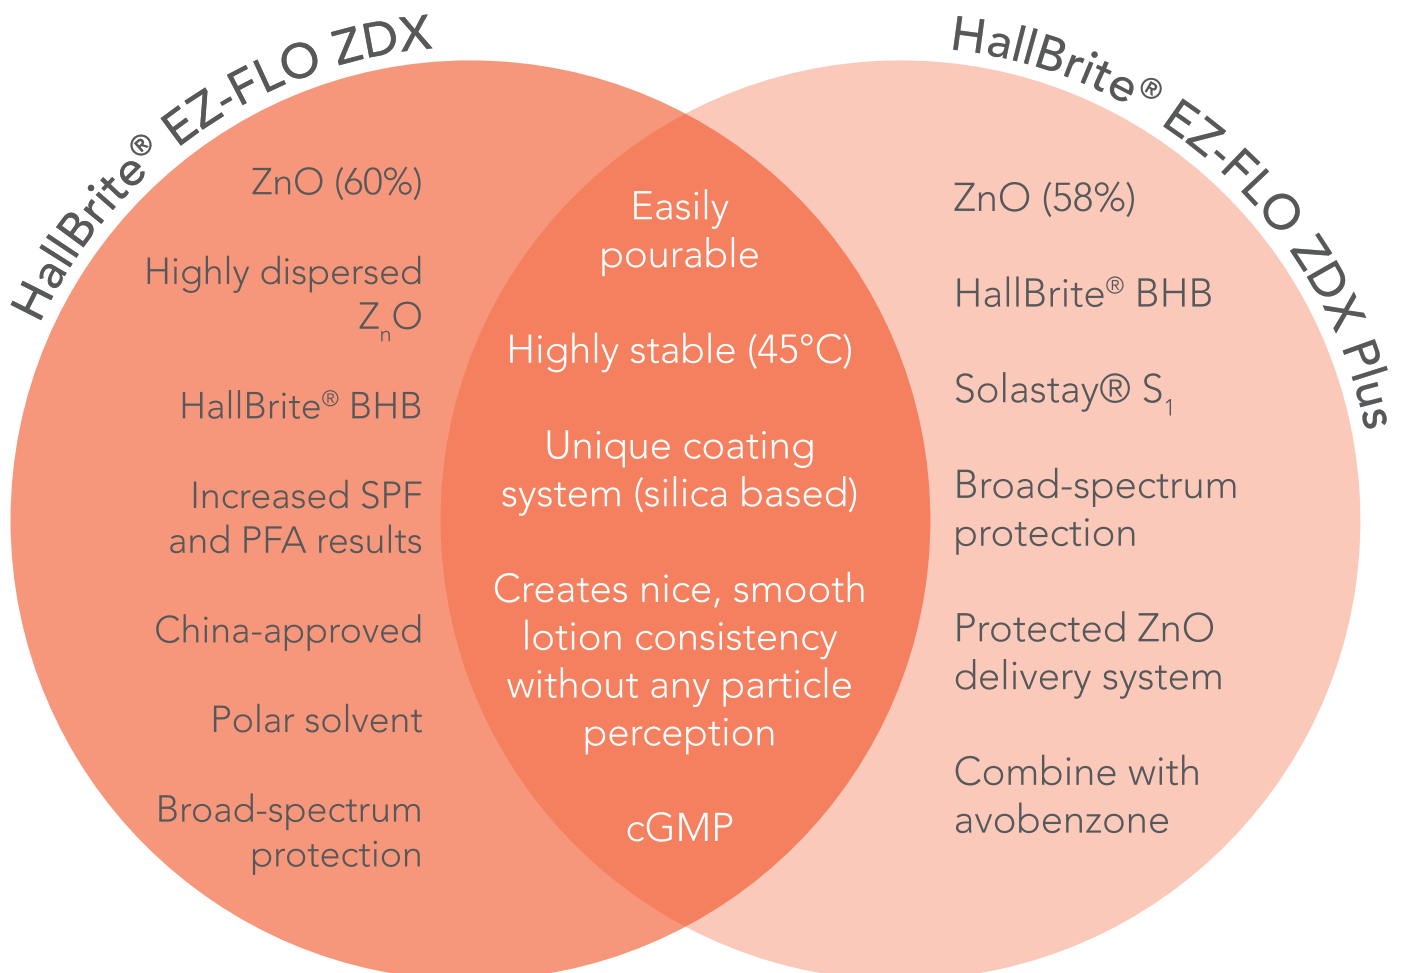 HallBrite® EZ-FLO ZDX
ZnO (60%)
Highly dispersed
ZₙO
HallBrite® BHB
Increased SPF
and PFA results
China-approved
Polar solvent
Broad-spectrum
protection
Easily
pourable
Highly stable (45°C)
Unique coating
system (silica based)
Creates nice, smooth
lotion consistency
without any particle
perception
cGMP
HallBrite® EZ-FLO ZDX Plus
ZnO (58%)
HallBrite® BHB
Solastay® S₁
Broad-spectrum
protection
Protected ZnO
delivery system
Combine with
avobenzone